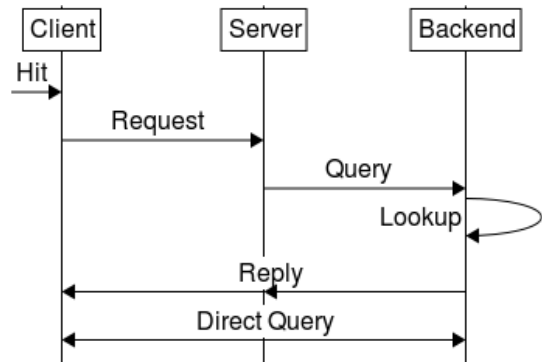 Client
Server
Backend
Hit
Request
Query
Lookup
Reply
Direct Query